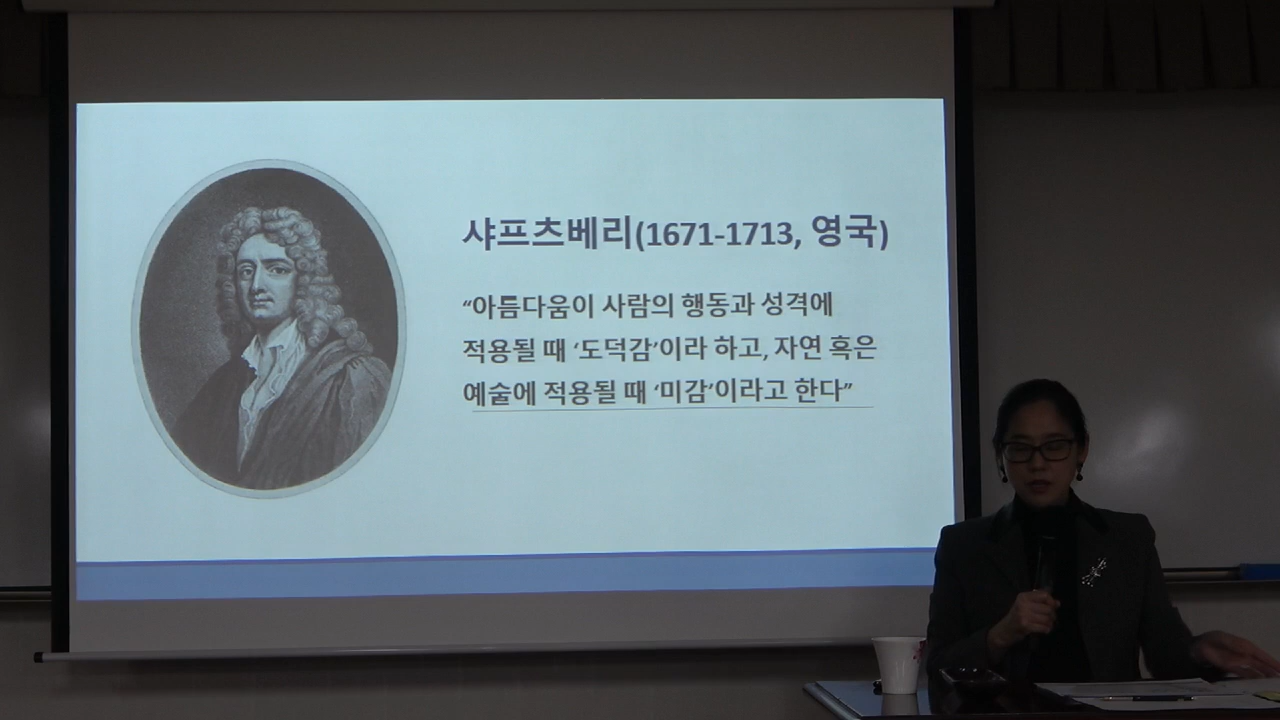 샤프츠베리(1671-1713, 영국)
“아름다움이 사람의 행동과 성격에
적용될 때 ‘도덕감’이라 하고, 자연 혹은
예술에 적용될 때 ‘미감’이라고 한다”